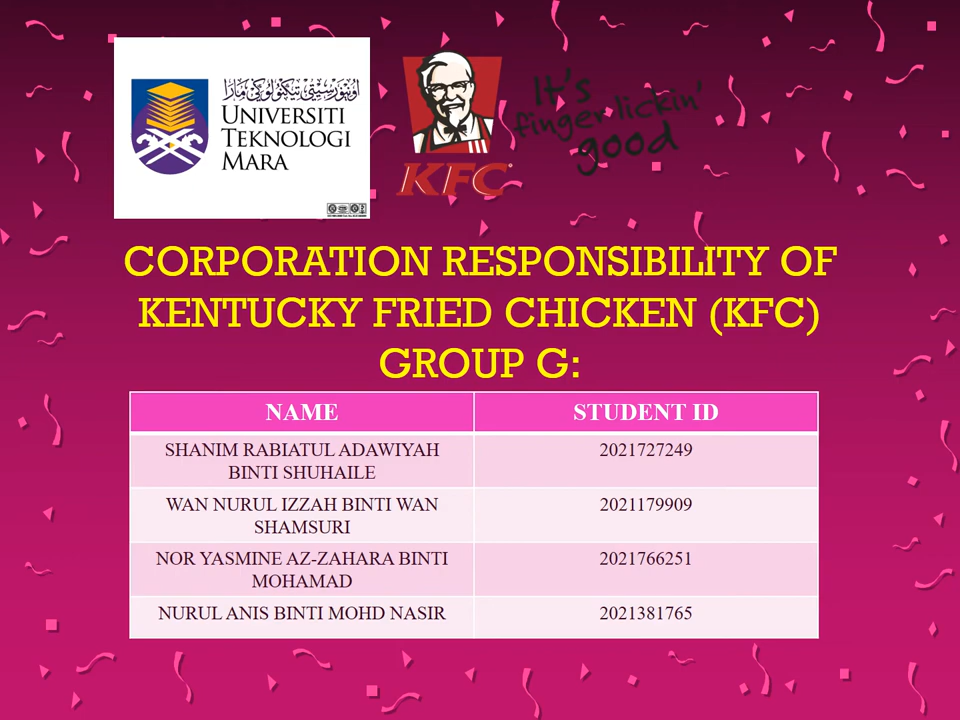 اونيۏرسيتي تيكنولوݢي مارا
UNIVERSITI
TEKNOLOGI
MARA
KFC
It's
finger lickin'
good
CORPORATION RESPONSIBILITY OF
KENTUCKY FRIED CHICKEN (KFC)
GROUP G:
NAME STUDENT ID
SHANIM RABIATUL ADAWIYAH
BINTI SHUHAILE
2021727249
WAN NURUL IZZAH BINTI WAN
SHAMSURI
2021179909
NOR YASMINE AZ-ZAHARA BINTI
MOHAMAD
2021766251
NURUL ANIS BINTI MOHD NASIR 2021381765